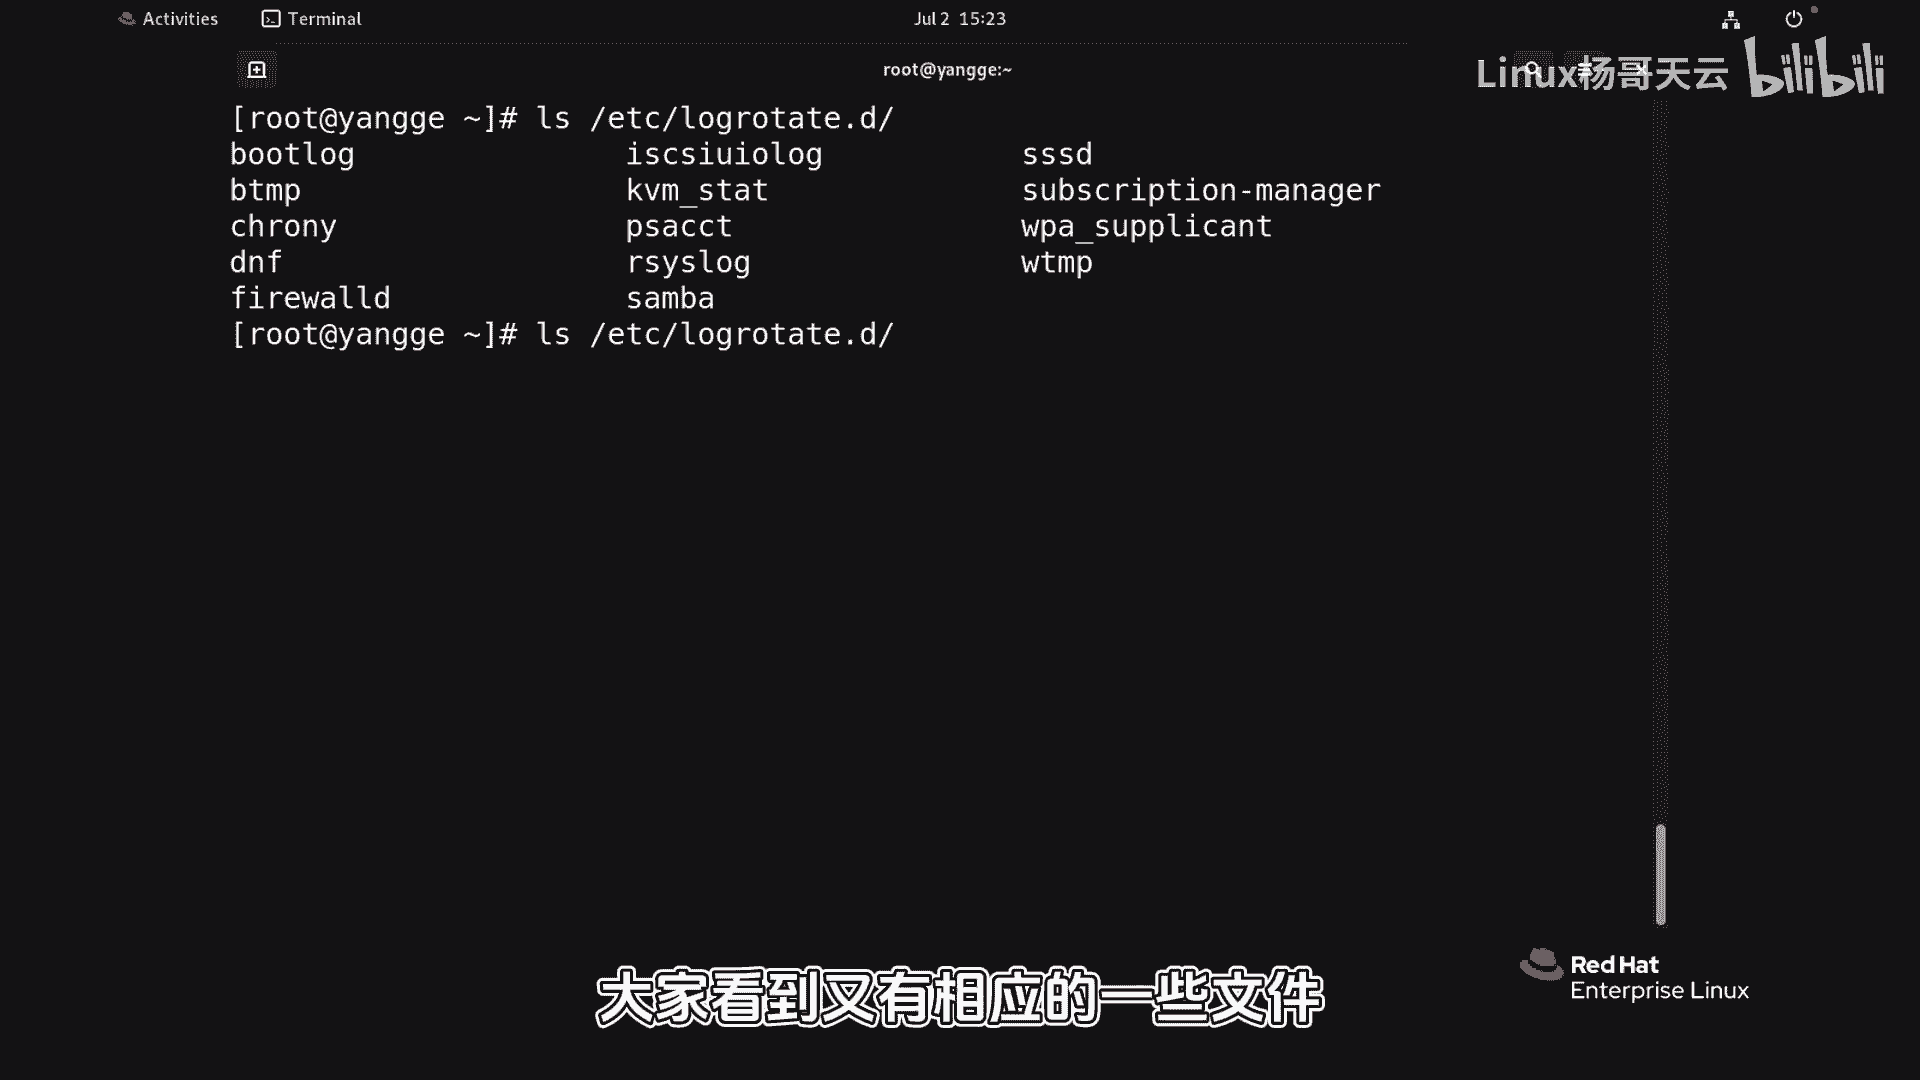 Activities Terminal Jul 2 15:23
root@yangge:~
Linux杨哥天云 bilibili
[root@yangge ~]# ls /etc/logrotate.d/
bootlog iscsiuiolog sssd
btmp kvm_stat subscription-manager
chrony psacct wpa_supplicant
dnf rsyslog wtmp
firewalld samba
[root@yangge ~]# ls /etc/logrotate.d/
Red Hat
Enterprise Linux
大家看到又有相应的一些文件